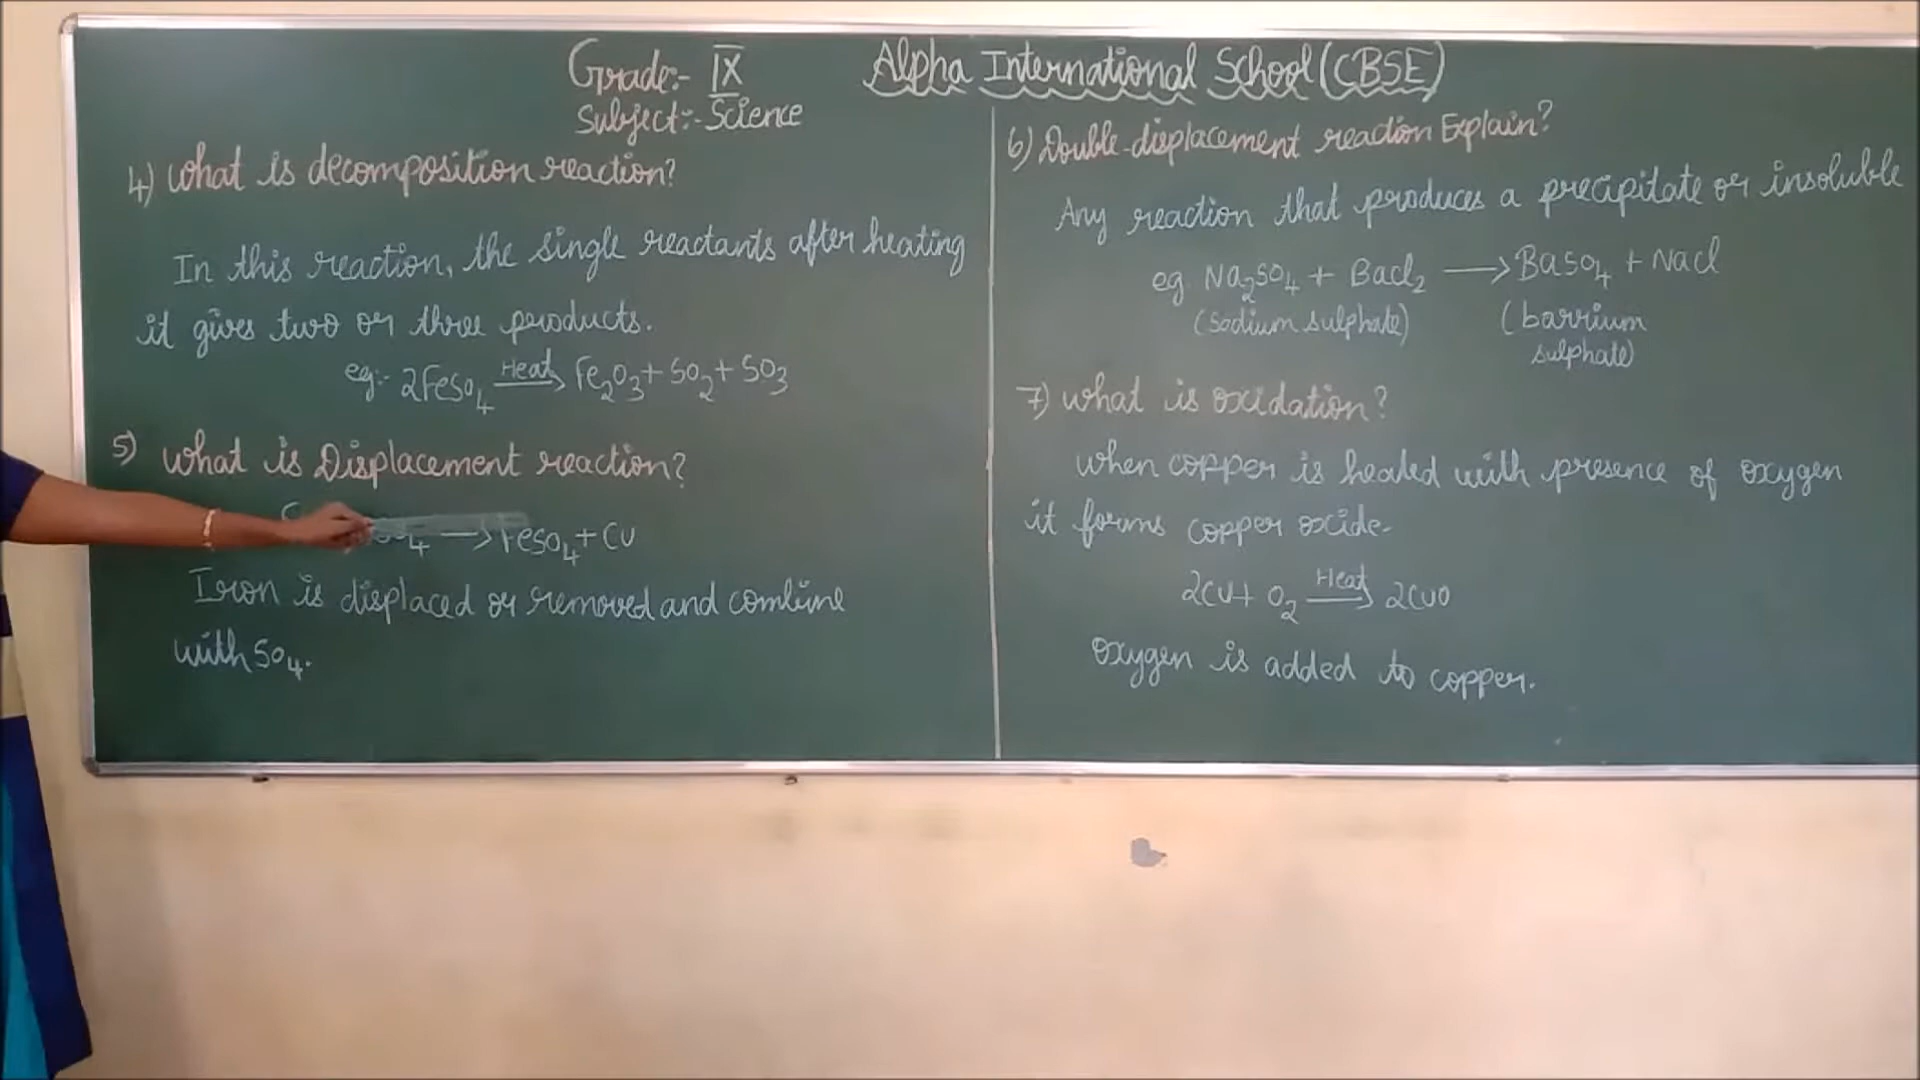 Grade:- IX
Subject:- Science
Alpha International School (CBSE)
4) What is decomposition reaction?
In this reaction, the single reactants after heating
it gives two or three products.
eg:- 2FeSO₄ —Heat→ Fe₂O₃ + SO₂ + SO₃
5) What is Displacement reaction?
→ FeSO₄ + Cu
Iron is displaced or removed and combine
with SO₄.
6) Double-displacement reaction Explain?
Any reaction that produces a precipitate or insoluble
eg Na₂SO₄ + BaCl₂ → BaSO₄ + NaCl
(Sodium sulphate) (barrium
sulphate)
7) what is oxidation?
when copper is heated with presence of oxygen
it forms copper oxide.
2Cu + O₂ —Heat→ 2CuO
Oxygen is added to copper.